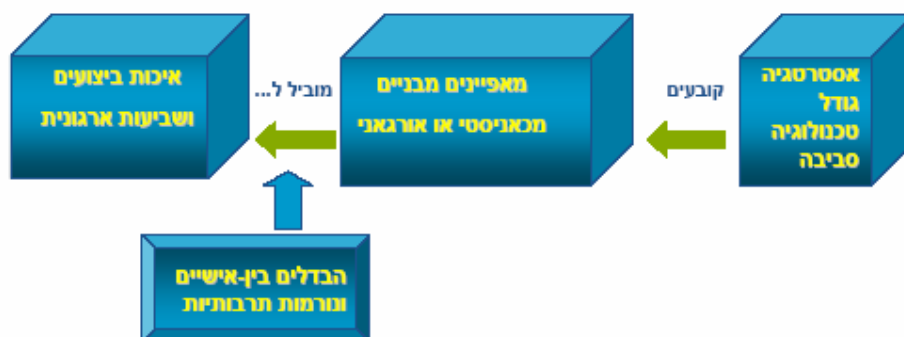 אסטרטגיה
גודל
טכנולוגיה
סביבה
קובעים
מאפיינים מבניים
מכאניסטי או אורגאני
מוביל ל...
איכות ביצועים
ושביעות ארגונית
הבדלים בין-אישיים
ונורמות תרבותיות